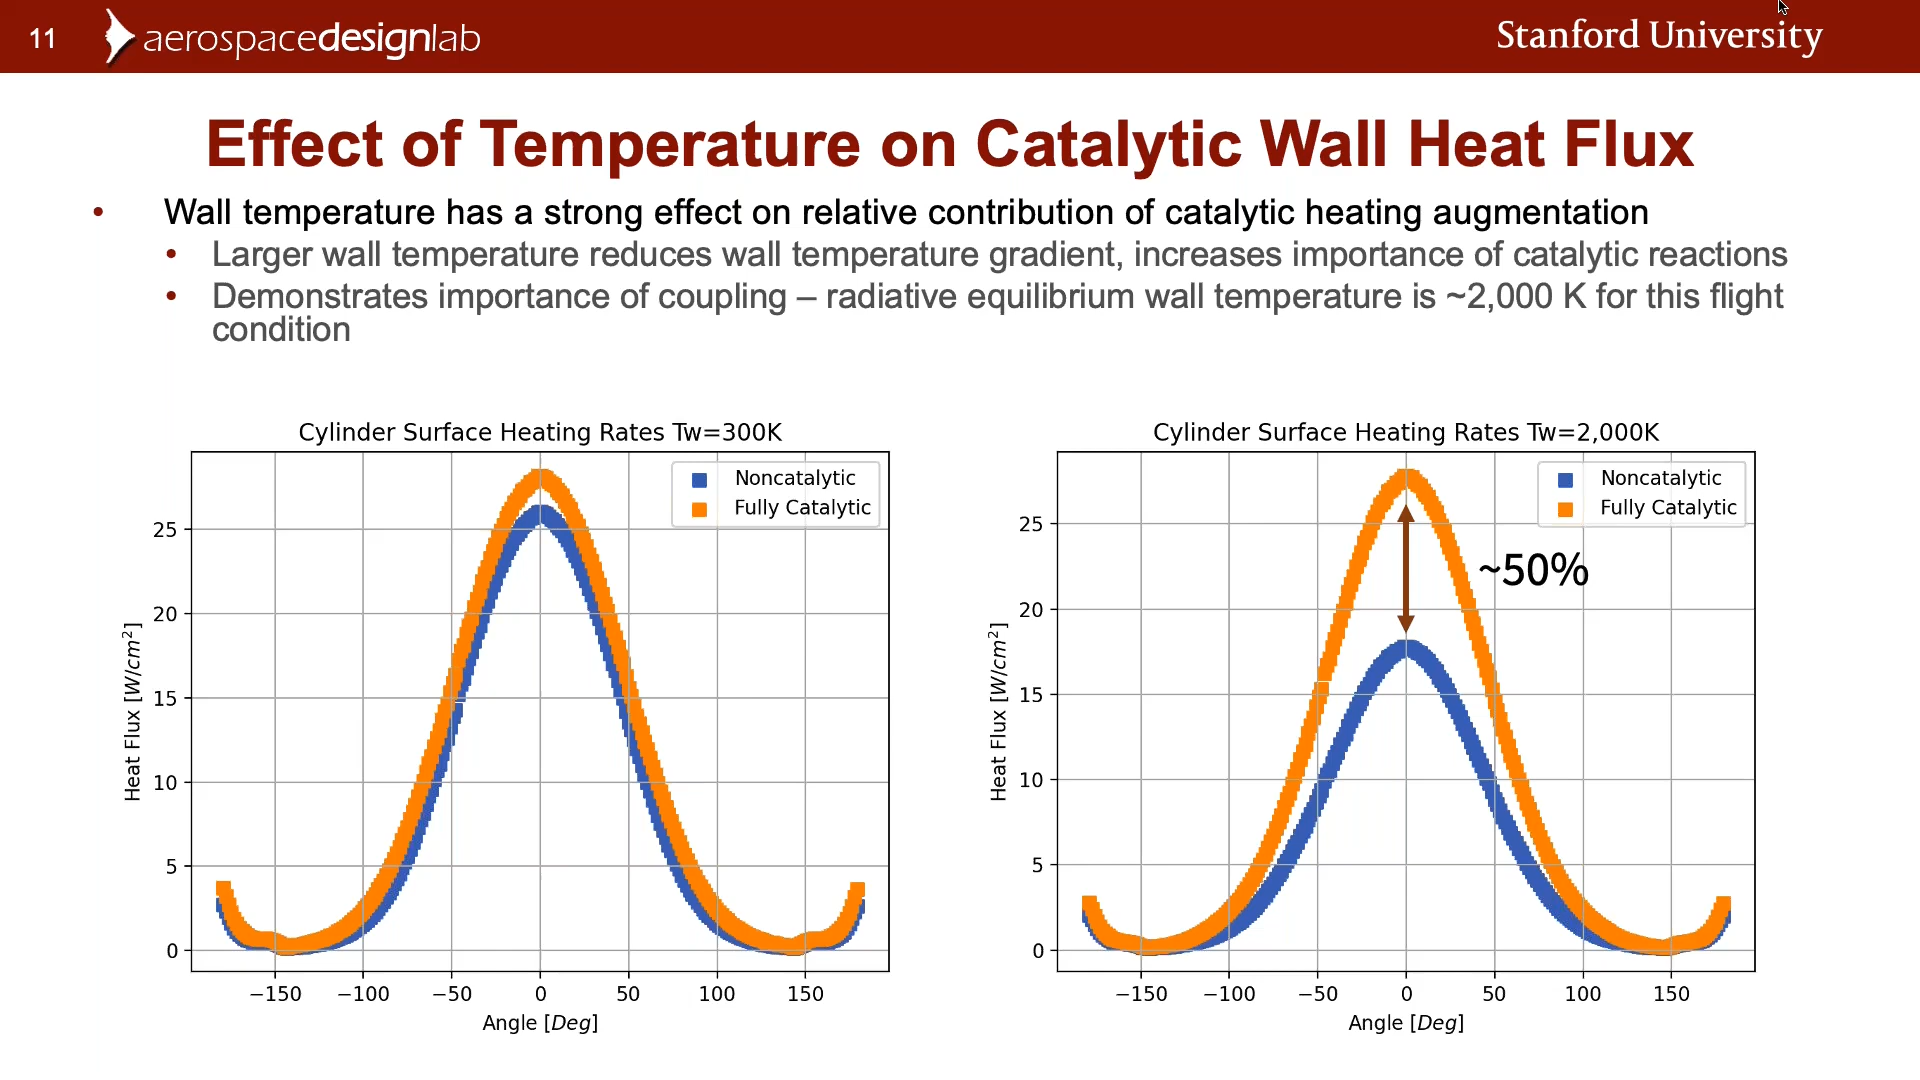 11
aerospacedesignlab
Stanford University
Effect of Temperature on Catalytic Wall Heat Flux
• Wall temperature has a strong effect on relative contribution of catalytic heating augmentation
• Larger wall temperature reduces wall temperature gradient, increases importance of catalytic reactions
• Demonstrates importance of coupling – radiative equilibrium wall temperature is ~2,000 K for this flight
condition
Cylinder Surface Heating Rates Tw=300K
Noncatalytic
Fully Catalytic
Heat Flux [W/cm²]
25
20
15
10
5
0
−150 −100 −50 0 50 100 150
Angle [Deg]
Cylinder Surface Heating Rates Tw=2,000K
Noncatalytic
Fully Catalytic
~50%
Heat Flux [W/cm²]
25
20
15
10
5
0
−150 −100 −50 0 50 100 150
Angle [Deg]